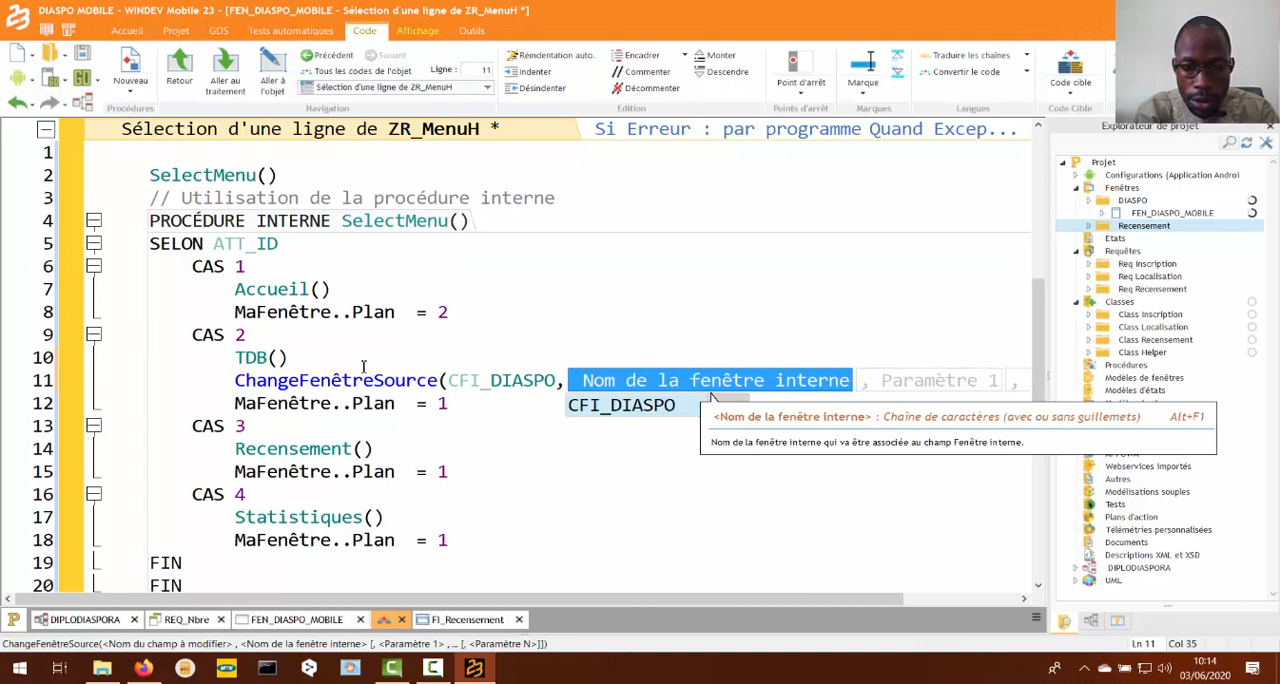 DIASPO MOBILE - WINDEV Mobile 23 - [FEN_DIASPO_MOBILE - Sélection d'une ligne de ZR_MenuH *]
Accueil Projet GDS Tests automatiques Code Affichage Outils
Nouveau
Procédures
Retour
Aller au traitement
Aller à l'objet
Précédent Suivant
Tous les codes de l'objet Ligne : 11
Sélection d'une ligne de ZR_MenuH
Navigation
Réindentation auto. Encadrer Monter
Indenter Commenter Descendre
Désindenter Décommenter
Edition
Point d'arrêt
Points d'arrêt
Marque
Marques
Traduire les chaînes
Convertir le code
Langues
Code cible
Code Cible
Sélection d'une ligne de ZR_MenuH * Si Erreur : par programme Quand Excep...
1
2 SelectMenu()
3 // Utilisation de la procédure interne
4 PROCÉDURE INTERNE SelectMenu()
5 SELON ATT_ID
6 CAS 1
7 Accueil()
8 MaFenêtre..Plan = 2
9 CAS 2
10 TDB()
11 ChangeFenêtreSource(CFI_DIASPO, Nom de la fenêtre interne , Paramètre 1 ,
CFI_DIASPO
<Nom de la fenêtre interne> : Chaîne de caractères (avec ou sans guillemets) Alt+F1
Nom de la fenêtre interne qui va être associée au champ Fenêtre interne.
12 MaFenêtre..Plan = 1
13 CAS 3
14 Recensement()
15 MaFenêtre..Plan = 1
16 CAS 4
17 Statistiques()
18 MaFenêtre..Plan = 1
19 FIN
20 FIN
Explorateur de projet
Projet
Configurations (Application Androi
Fenêtres
DIASPO
FEN_DIASPO_MOBILE
Recensement
Etats
Requêtes
Req Inscription
Req Localisation
Req Recensement
Classes
Class Inscription
Class Localisation
Class Recensement
Class Helper
Procédures
Modèles de fenêtres
Modèles d'états
Webservices importés
Autres
Modélisations souples
Tests
Plans d'action
Télémétries personnalisées
Documents
Descriptions XML et XSD
DIPLODIASPORA
UML
DIPLODIASPORA REQ_Nbre FEN_DIASPO_MOBILE FI_Recensement
ChangeFenêtreSource(<Nom du champ à modifier> , <Nom de la fenêtre interne> [, <Paramètre 1> , .. [, <Paramètre N>]])
Ln 11 Col 35
10:14
03/06/2020